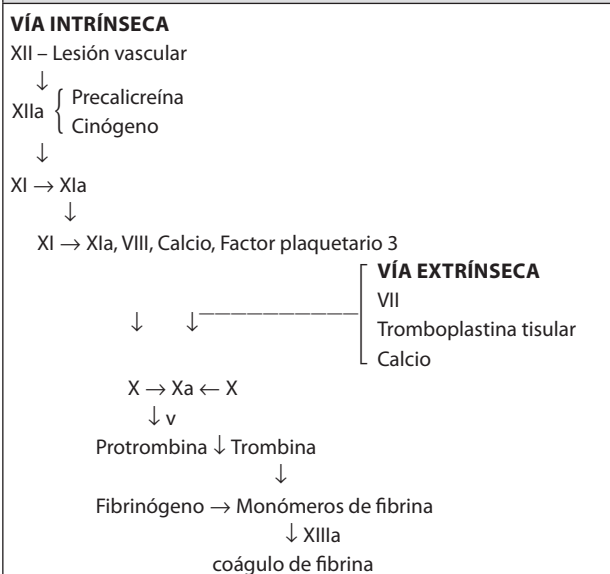 VÍA INTRÍNSECA
XII – Lesión vascular
↓
XIIa { Precalicreína
Cinógeno
↓
XI → XIa
↓
XI → XIa, VIII, Calcio, Factor plaquetario 3
VÍA EXTRÍNSECA
VII
↓ ↓ –––––––––– Tromboplastina tisular
Calcio
X → Xa ← X
↓ v
Protrombina ↓ Trombina
↓
Fibrinógeno → Monómeros de fibrina
↓ XIIIa
coágulo de fibrina